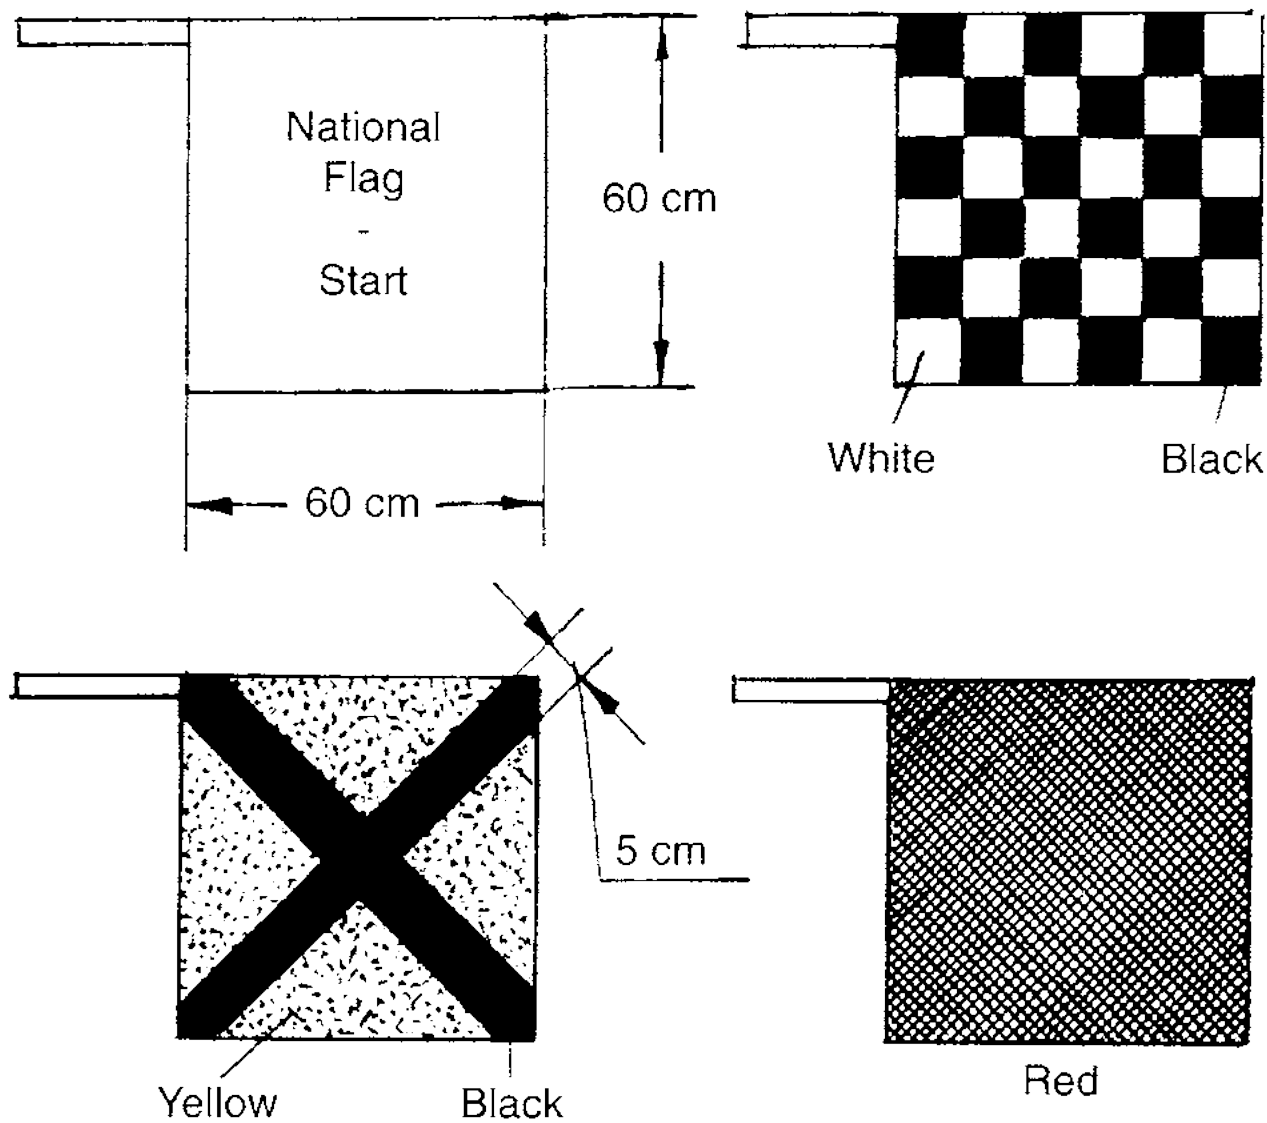 National
Flag
-
Start
60 cm
60 cm
White
Black
5 cm
Yellow
Black
Red